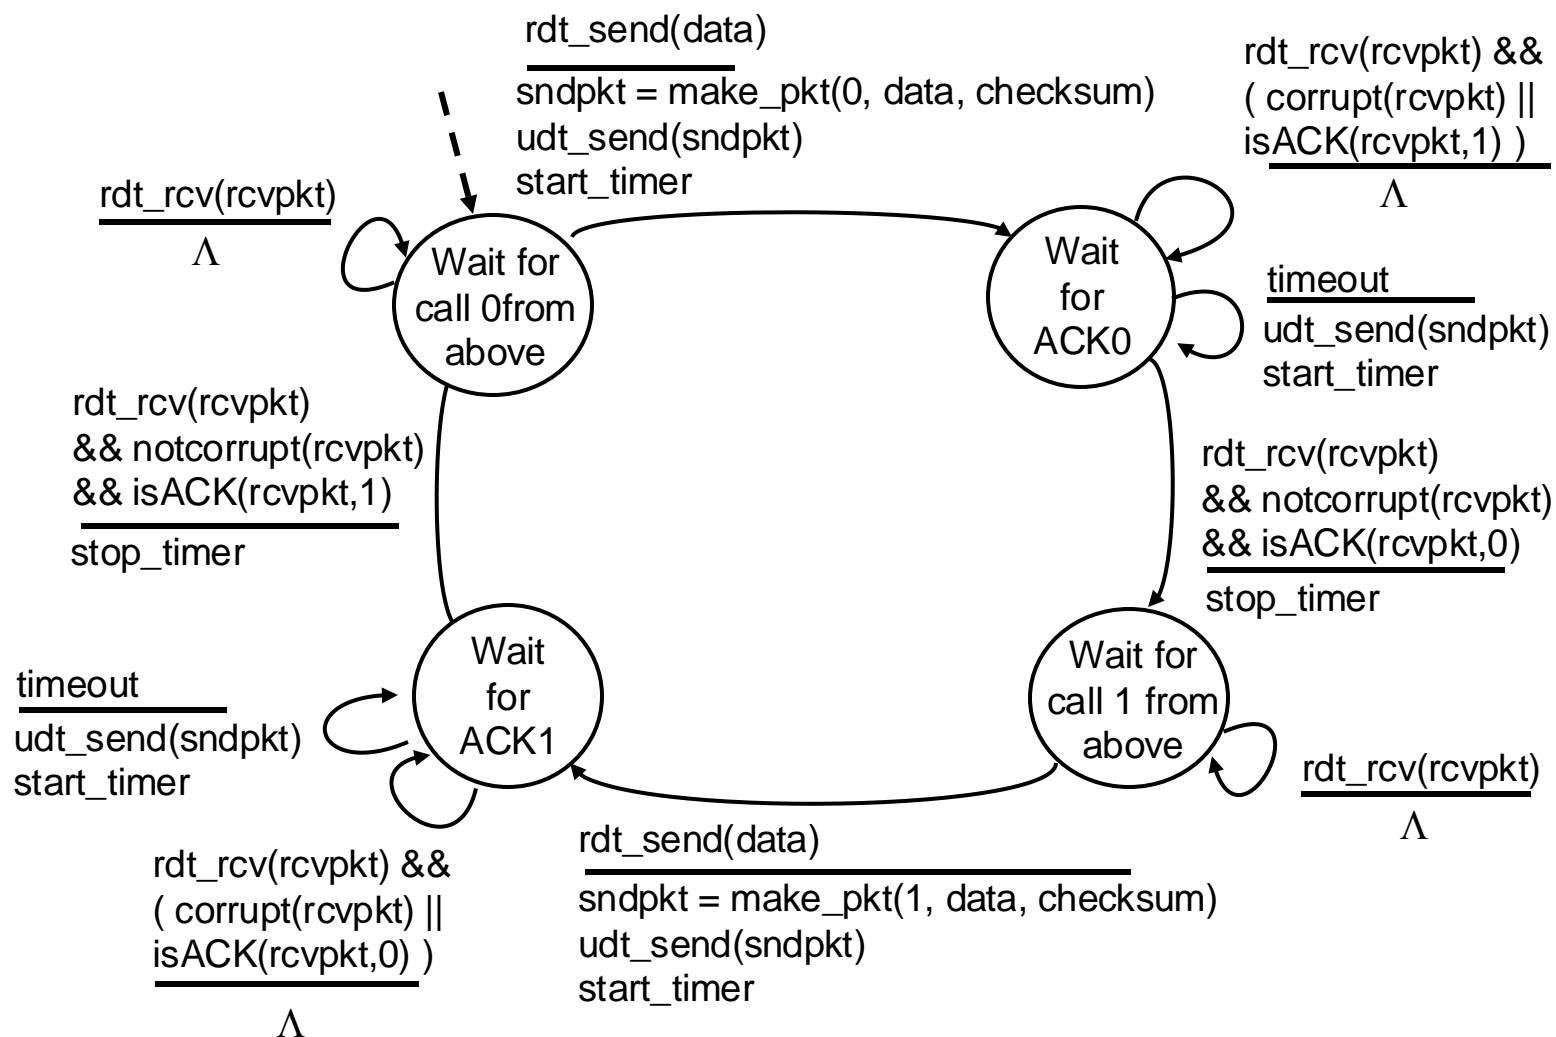 rdt_send(data)
sndpkt = make_pkt(0, data, checksum)
udt_send(sndpkt)
start_timer
rdt_rcv(rcvpkt) &&
( corrupt(rcvpkt) ||
isACK(rcvpkt,1) )
Λ
rdt_rcv(rcvpkt)
Λ
Wait for
call 0from
above
Wait
for
ACK0
timeout
udt_send(sndpkt)
start_timer
rdt_rcv(rcvpkt)
&& notcorrupt(rcvpkt)
&& isACK(rcvpkt,1)
stop_timer
rdt_rcv(rcvpkt)
&& notcorrupt(rcvpkt)
&& isACK(rcvpkt,0)
stop_timer
timeout
udt_send(sndpkt)
start_timer
Wait
for
ACK1
Wait for
call 1 from
above
rdt_rcv(rcvpkt)
Λ
rdt_rcv(rcvpkt) &&
( corrupt(rcvpkt) ||
isACK(rcvpkt,0) )
Λ
rdt_send(data)
sndpkt = make_pkt(1, data, checksum)
udt_send(sndpkt)
start_timer